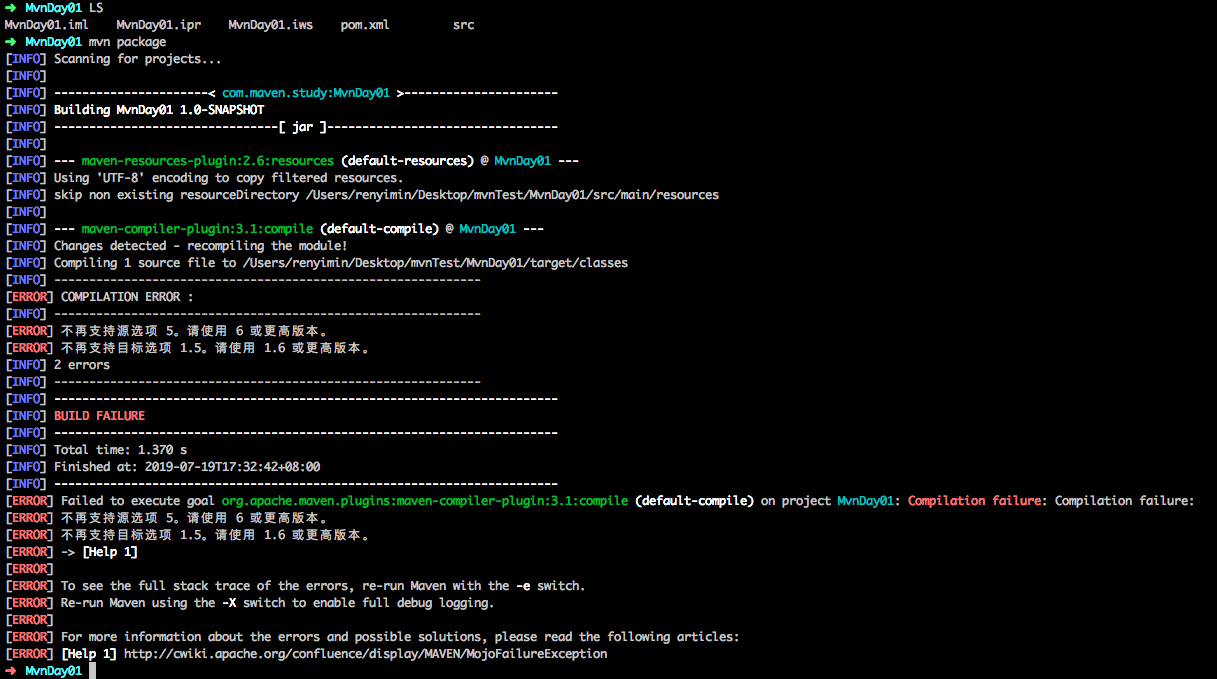 ➜ MvnDay01 LS
MvnDay01.iml MvnDay01.ipr MvnDay01.iws pom.xml src
➜ MvnDay01 mvn package
[INFO] Scanning for projects...
[INFO]
[INFO] ----------------------< com.maven.study:MvnDay01 >----------------------
[INFO] Building MvnDay01 1.0-SNAPSHOT
[INFO] --------------------------------[ jar ]---------------------------------
[INFO]
[INFO] --- maven-resources-plugin:2.6:resources (default-resources) @ MvnDay01 ---
[INFO] Using 'UTF-8' encoding to copy filtered resources.
[INFO] skip non existing resourceDirectory /Users/renyimin/Desktop/mvnTest/MvnDay01/src/main/resources
[INFO]
[INFO] --- maven-compiler-plugin:3.1:compile (default-compile) @ MvnDay01 ---
[INFO] Changes detected - recompiling the module!
[INFO] Compiling 1 source file to /Users/renyimin/Desktop/mvnTest/MvnDay01/target/classes
[INFO] -------------------------------------------------------------
[ERROR] COMPILATION ERROR :
[INFO] -------------------------------------------------------------
[ERROR] 不再支持源选项 5。请使用 6 或更高版本。
[ERROR] 不再支持目标选项 1.5。请使用 1.6 或更高版本。
[INFO] 2 errors
[INFO] -------------------------------------------------------------
[INFO] ------------------------------------------------------------------------
[INFO] BUILD FAILURE
[INFO] ------------------------------------------------------------------------
[INFO] Total time: 1.370 s
[INFO] Finished at: 2019-07-19T17:32:42+08:00
[INFO] ------------------------------------------------------------------------
[ERROR] Failed to execute goal org.apache.maven.plugins:maven-compiler-plugin:3.1:compile (default-compile) on project MvnDay01: Compilation failure: Compilation failure:
[ERROR] 不再支持源选项 5。请使用 6 或更高版本。
[ERROR] 不再支持目标选项 1.5。请使用 1.6 或更高版本。
[ERROR] -> [Help 1]
[ERROR]
[ERROR] To see the full stack trace of the errors, re-run Maven with the -e switch.
[ERROR] Re-run Maven using the -X switch to enable full debug logging.
[ERROR]
[ERROR] For more information about the errors and possible solutions, please read the following articles:
[ERROR] [Help 1] http://cwiki.apache.org/confluence/display/MAVEN/MojoFailureException
➜ MvnDay01